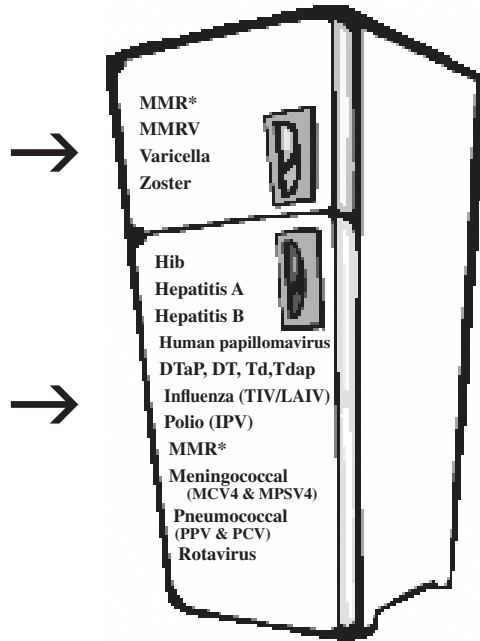 MMR*
MMRV
Varicella
Zoster
Hib
Hepatitis A
Hepatitis B
Human papillomavirus
DTaP, DT, Td,Tdap
Influenza (TIV/LAIV)
Polio (IPV)
MMR*
Meningococcal
(MCV4 & MPSV4)
Pneumococcal
(PPV & PCV)
Rotavirus